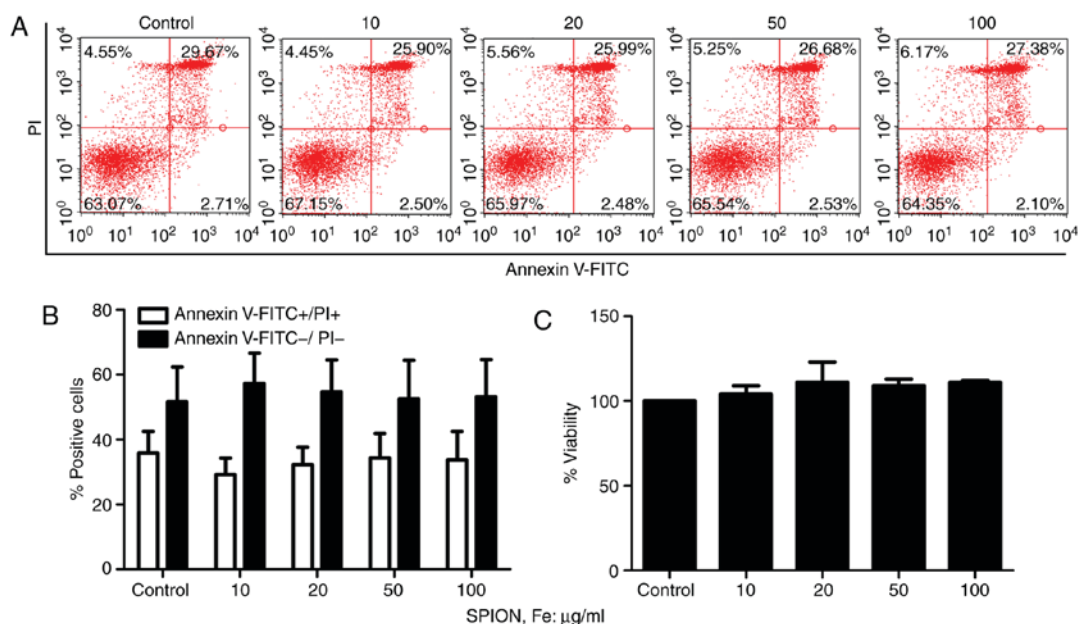 A
Control 10 20 50 100
PI
10⁴ 10³ 10² 10¹ 10⁰
4.55% 29.67%
63.07% 2.71%
10⁰ 10¹ 10² 10³ 10⁴
10⁴ 10³ 10² 10¹ 10⁰
4.45% 25.90%
67.15% 2.50%
10⁰ 10¹ 10² 10³ 10⁴
10⁴ 10³ 10² 10¹ 10⁰
5.56% 25.99%
65.97% 2.48%
10⁰ 10¹ 10² 10³ 10⁴
10⁴ 10³ 10² 10¹ 10⁰
5.25% 26.68%
65.54% 2.53%
10⁰ 10¹ 10² 10³ 10⁴
10⁴ 10³ 10² 10¹ 10⁰
6.17% 27.38%
64.35% 2.10%
10⁰ 10¹ 10² 10³ 10⁴
Annexin V-FITC
B
Annexin V-FITC+/PI+
Annexin V-FITC−/ PI−
% Positive cells
80
60
40
20
0
Control 10 20 50 100
C
% Viability
150
100
50
0
Control 10 20 50 100
SPION, Fe: μg/ml